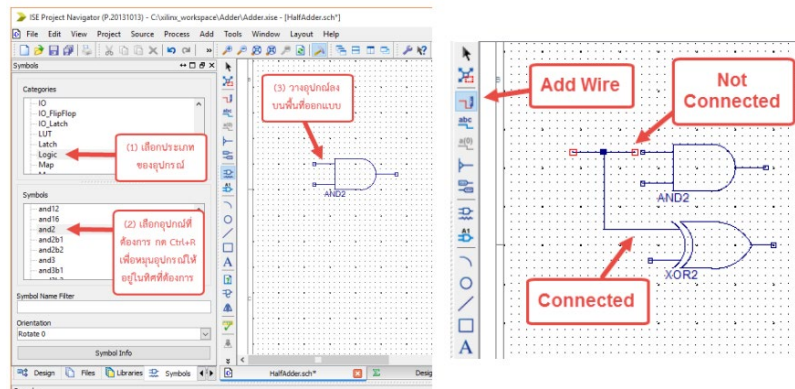 ISE Project Navigator (P.20131013) - C:\xilinx_workspace\Adder\Adder.xise - [HalfAdder.sch*]
File Edit View Project Source Process Add Tools Window Layout Help
Symbols
Categories
IO
IO_FlipFlop
IO_Latch
LUT
Latch
Logic
Map
(1) เลือกประเภท
ของอุปกรณ์
Symbols
and12
and16
and2
and2b1
and2b2
and3
and3b1
(2) เลือกอุปกณ์ที่
ต้องการ กด Ctrl+R
เพื่อหมุนอุปกรณ์ให้
อยู่ในทิศที่ต้องการ
Symbol Name Filter
Orientation
Rotate 0
Symbol Info
Design Files Libraries Symbols
(3) วางอุปกณ์ลง
บนพื้นที่ออกแบบ
AND2
HalfAdder.sch*
Desig
Add Wire
Not
Connected
abc
AND2
XOR2
Connected
A1
A